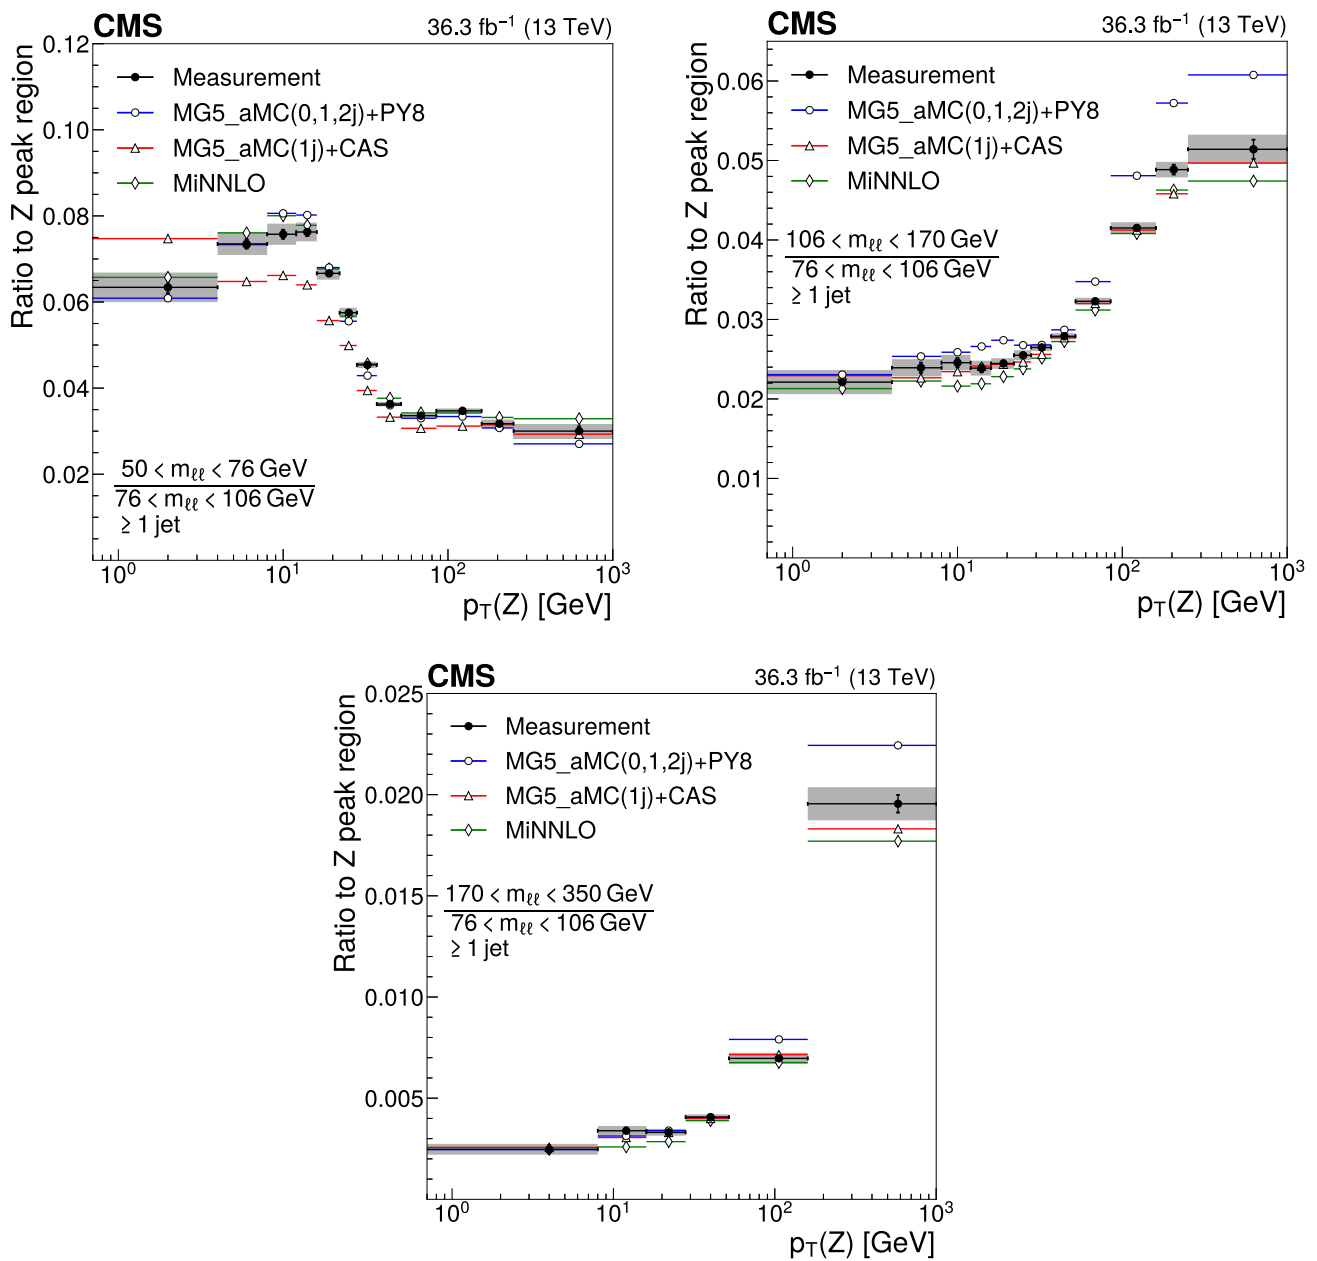 CMS
36.3 fb⁻¹ (13 TeV)
Ratio to Z peak region
0.12
0.10
0.08
0.06
0.04
0.02
Measurement
MG5_aMC(0,1,2j)+PY8
MG5_aMC(1j)+CAS
MiNNLO
50 < mℓℓ < 76 GeV
76 < mℓℓ < 106 GeV
≥ 1 jet
10⁰ 10¹ 10² 10³
pT(Z) [GeV]
CMS
36.3 fb⁻¹ (13 TeV)
Ratio to Z peak region
0.06
0.05
0.04
0.03
0.02
0.01
Measurement
MG5_aMC(0,1,2j)+PY8
MG5_aMC(1j)+CAS
MiNNLO
106 < mℓℓ < 170 GeV
76 < mℓℓ < 106 GeV
≥ 1 jet
10⁰ 10¹ 10² 10³
pT(Z) [GeV]
CMS
36.3 fb⁻¹ (13 TeV)
Ratio to Z peak region
0.025
0.020
0.015
0.010
0.005
Measurement
MG5_aMC(0,1,2j)+PY8
MG5_aMC(1j)+CAS
MiNNLO
170 < mℓℓ < 350 GeV
76 < mℓℓ < 106 GeV
≥ 1 jet
10⁰ 10¹ 10² 10³
pT(Z) [GeV]